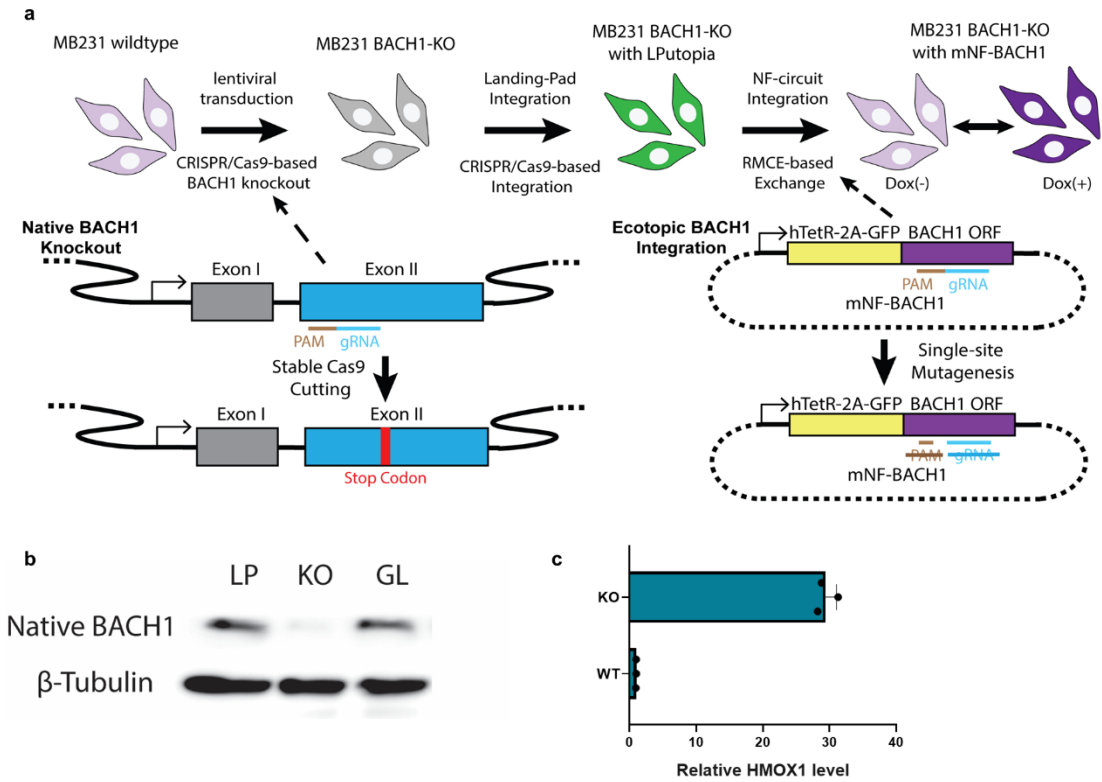 a
MB231 wildtype
lentiviral
transduction
CRISPR/Cas9-based
BACH1 knockout
MB231 BACH1-KO
Landing-Pad
Integration
CRISPR/Cas9-based
Integration
MB231 BACH1-KO
with LPutopia
NF-circuit
Integration
RMCE-based
Exchange
MB231 BACH1-KO
with mNF-BACH1
Dox(-)
Dox(+)
Native BACH1
Knockout
Exon I
Exon II
PAM
gRNA
Stable Cas9
Cutting
Exon I
Exon II
Stop Codon
Ecotopic BACH1
Integration
hTetR-2A-GFP
BACH1 ORF
PAM
gRNA
mNF-BACH1
Single-site
Mutagenesis
hTetR-2A-GFP
BACH1 ORF
PAM
gRNA
mNF-BACH1
b
LP
KO
GL
Native BACH1
β-Tubulin
c
KO
WT
0
10
20
30
40
Relative HMOX1 level